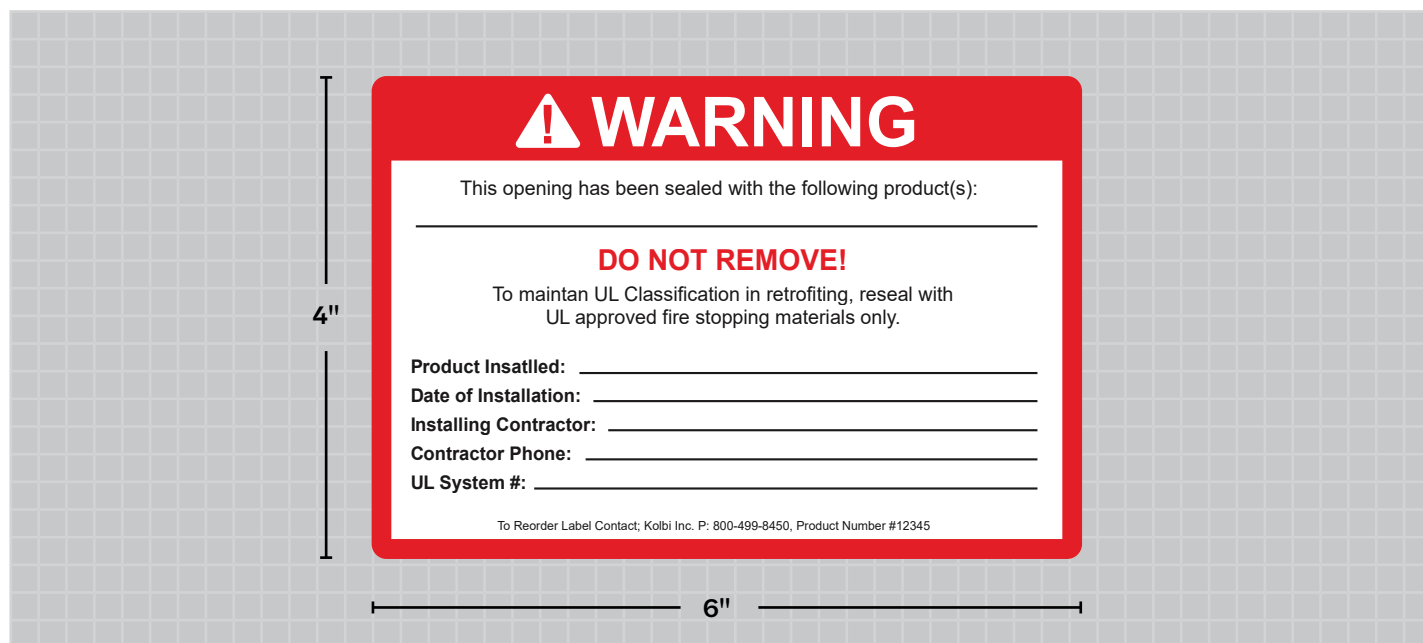 WARNING
This opening has been sealed with the following product(s):
DO NOT REMOVE!
To maintan UL Classification in retrofiting, reseal with
UL approved fire stopping materials only.
4"
Product Insatlled:
Date of Installation:
Installing Contractor:
Contractor Phone:
UL System #:
To Reorder Label Contact; Kolbi Inc. P: 800-499-8450, Product Number #12345
6"